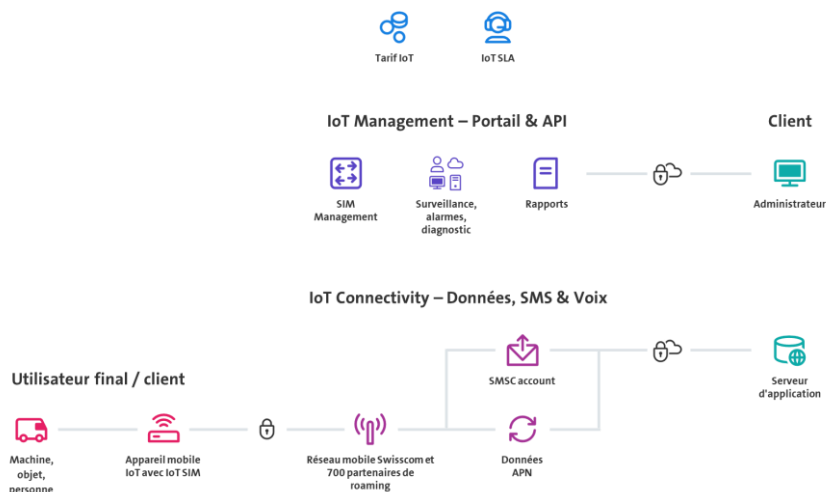 Tarif IoT
IoT SLA
IoT Management – Portail & API
Client
SIM
Management
Surveillance,
alarmes,
diagnostic
Rapports
Administrateur
IoT Connectivity – Données, SMS & Voix
SMSC account
Serveur
d'application
Utilisateur final / client
Machine,
objet,
personne
Appareil mobile
IoT avec IoT SIM
Réseau mobile Swisscom et
700 partenaires de
roaming
Données
APN